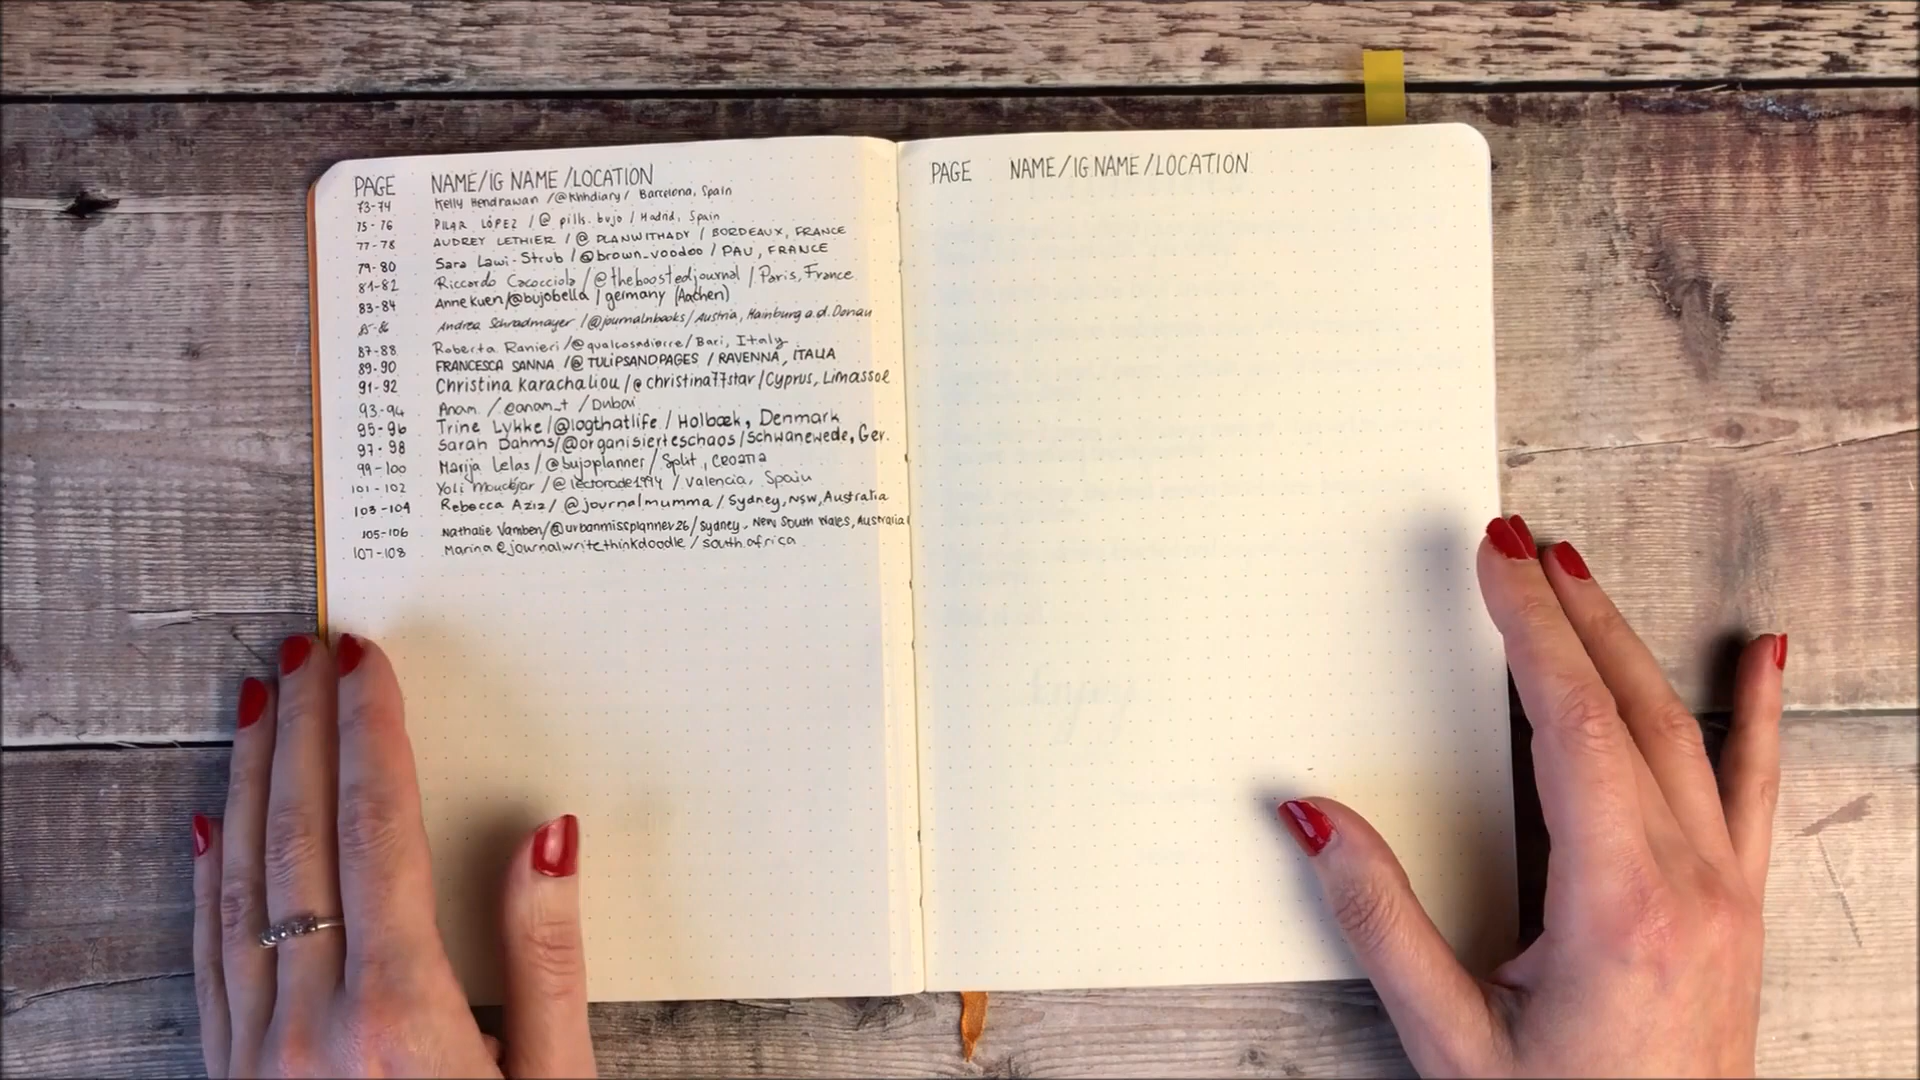 PAGE NAME/IG NAME/LOCATION
73-74 Kelly Hendrawan /@khhdiary/ Barcelona, Spain
75-76 PILAR LÓPEZ /@ pills.bujo / Madrid, Spain
77-78 AUDREY LETHIER /@ PLANWITHADY / BORDEAUX, FRANCE
79-80 Sara Lawi-Strub /@brown_voodoo / PAU, FRANCE
81-82 Riccardo Cacocciola /@theboostedjournal / Paris, France
83-84 Anne Kuen/@bujobella / germany (Aachen)
85-86 Andrea Schradmayer /@journalnbooks/ Austria, Hainburg a.d. Donau
87-88 Roberta Ranieri /@qualcosadierre/ Bari, Italy
89-90 FRANCESCA SANNA /@TULIPSANDPAGES / RAVENNA, ITALIA
91-92 Christina Karachaliou /@christina77star /Cyprus, Limassol
93-94 Anam / @anam_t / Dubai
95-96 Trine Lykke/@logthatlife / Holbæk, Denmark
97-98 Sarah Dahms/@organisierteschaos/Schwanewede, Ger.
99-100 Marija Lelas/@bujoplanner / Split, Croatia
101-102 Yoli /@lectorade1994 / Valencia, Spain
103-104 Rebecca Aziz/ @journalmumma / Sydney, NSW, Australia
105-106 Nathalie Vamben/@urbanmissplanner26/Sydney, New South Wales, Australia
107-108 Marina @journalwritethinkdoodle / south africa
PAGE NAME/IG NAME/LOCATION